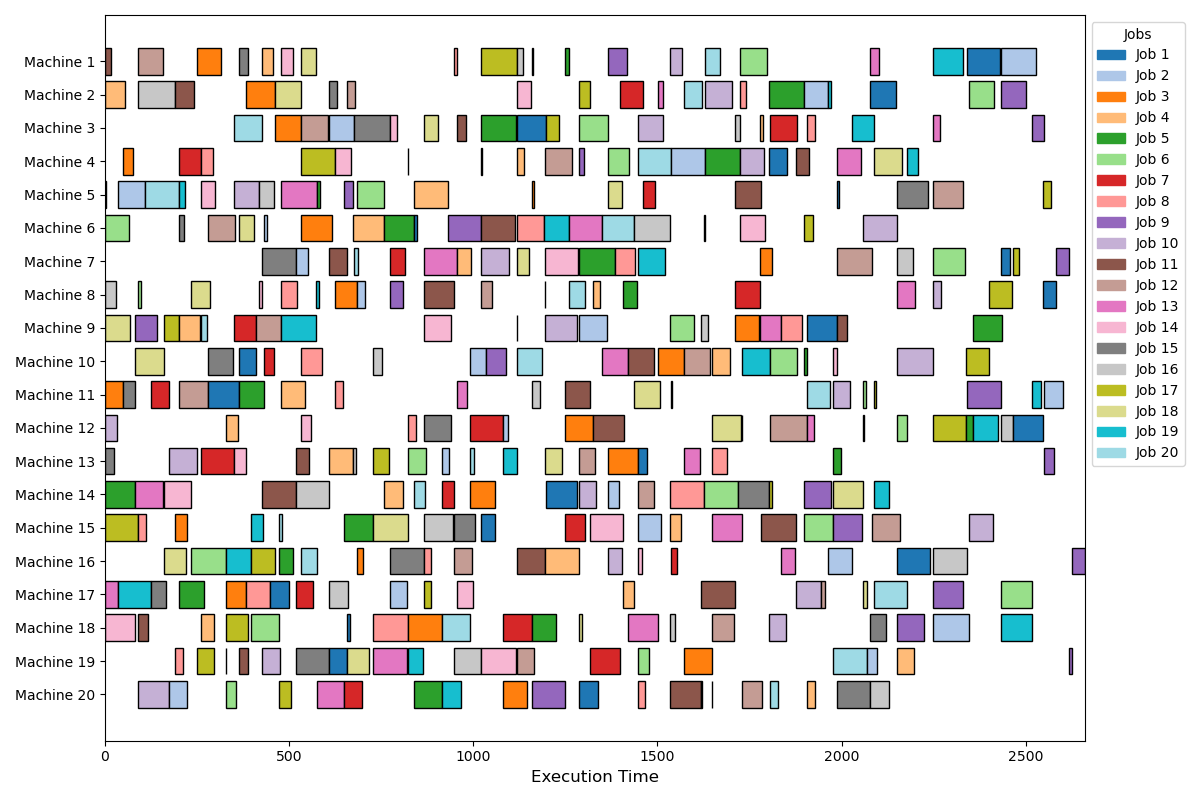 Machine 1
Machine 2
Machine 3
Machine 4
Machine 5
Machine 6
Machine 7
Machine 8
Machine 9
Machine 10
Machine 11
Machine 12
Machine 13
Machine 14
Machine 15
Machine 16
Machine 17
Machine 18
Machine 19
Machine 20
0 500 1000 1500 2000 2500
Execution Time
Jobs
Job 1
Job 2
Job 3
Job 4
Job 5
Job 6
Job 7
Job 8
Job 9
Job 10
Job 11
Job 12
Job 13
Job 14
Job 15
Job 16
Job 17
Job 18
Job 19
Job 20